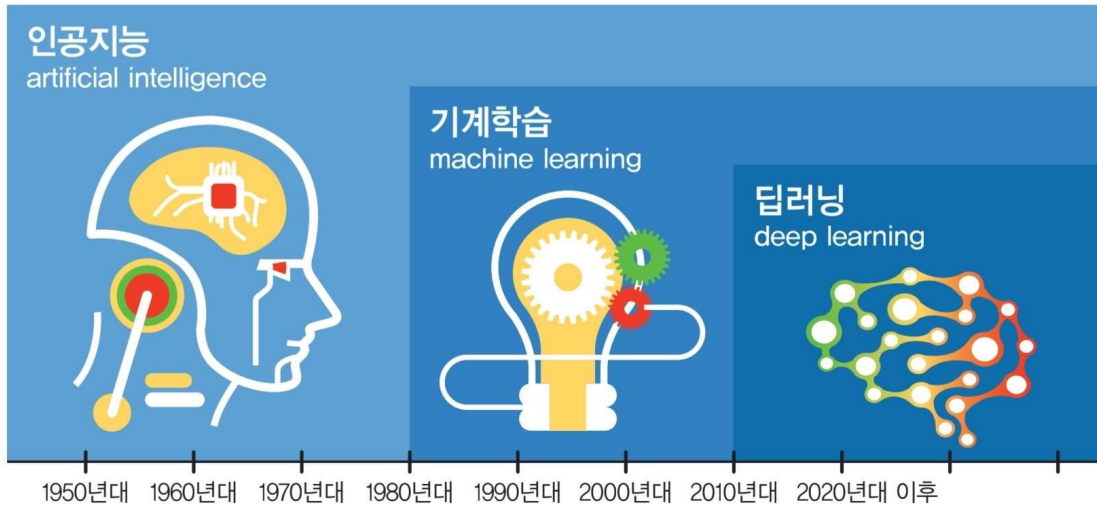 인공지능
artificial intelligence
기계학습
machine learning
딥러닝
deep learning
1950년대 1960년대 1970년대 1980년대 1990년대 2000년대 2010년대 2020년대 이후